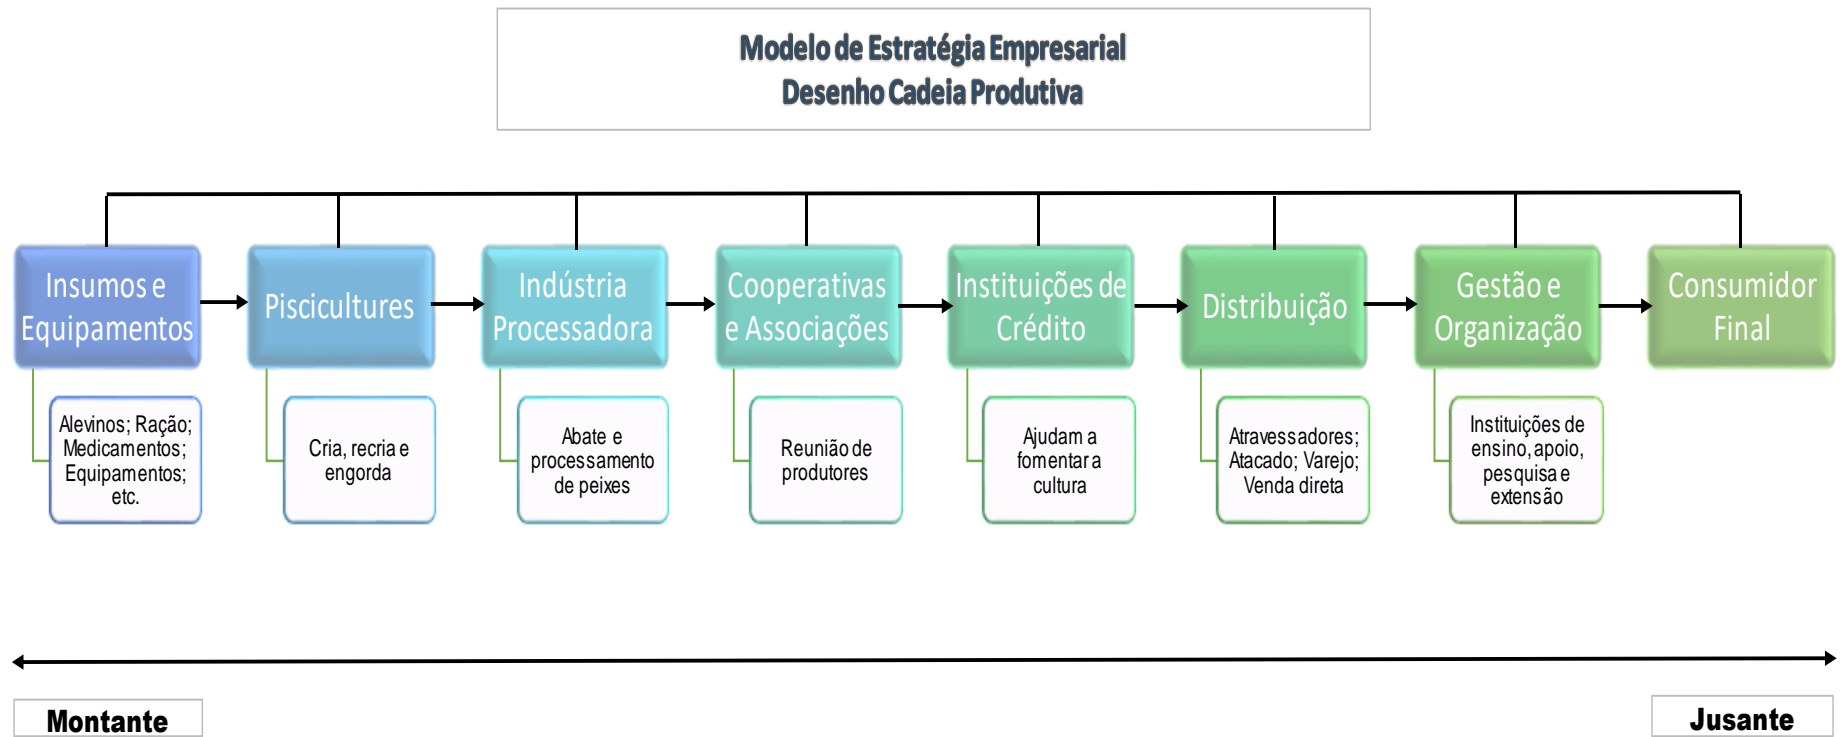 Modelo de Estratégia Empresarial
Desenho Cadeia Produtiva
Insumos e
Equipamentos
Piscicultures
Indústria
Processadora
Cooperativas
e Associações
Instituições de
Crédito
Distribuição
Gestão e
Organização
Consumidor
Final
Alevinos; Ração;
Medicamentos;
Equipamentos;
etc.
Cria, recria e
engorda
Abate e
processamento
de peixes
Reunião de
produtores
Ajudam a
fomentar a
cultura
Atravessadores;
Atacado; Varejo;
Venda direta
Instituições de
ensino, apoio,
pesquisa e
extensão
Montante
Jusante